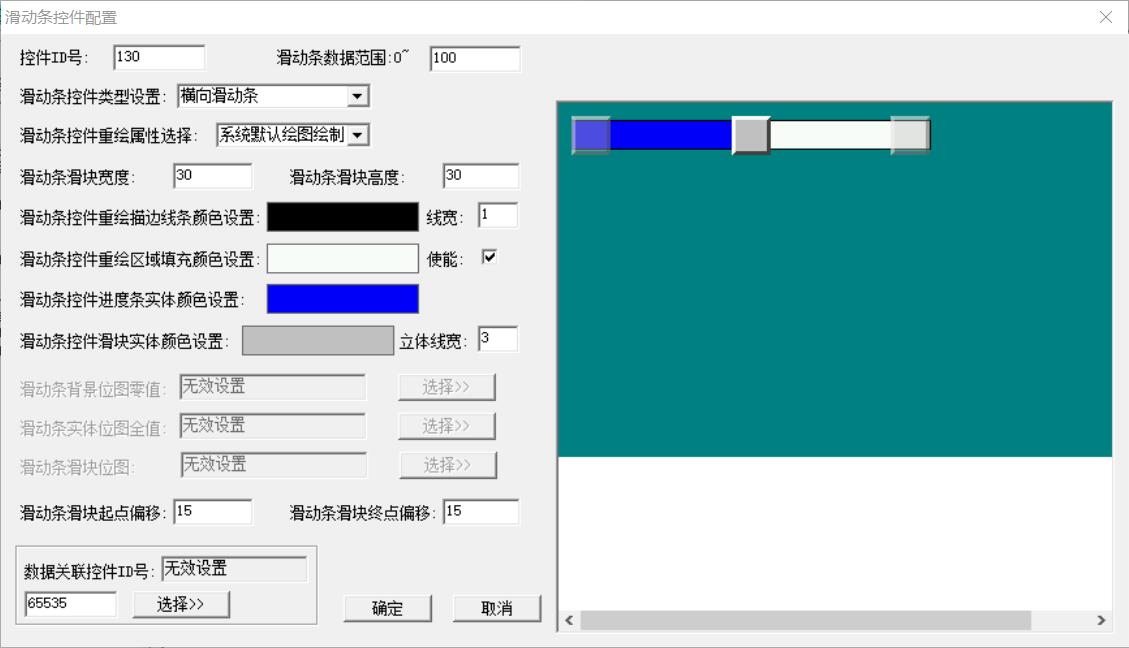 滑动条控件配置
控件ID号: 130 滑动条数据范围:0~ 100
滑动条控件类型设置: 横向滑动条
滑动条控件重绘属性选择: 系统默认绘图绘制
滑动条滑块宽度: 30 滑动条滑块高度: 30
滑动条控件重绘描边线条颜色设置: 线宽: 1
滑动条控件重绘区域填充颜色设置: 使能:
滑动条控件进度条实体颜色设置:
滑动条控件滑块实体颜色设置: 立体线宽: 3
滑动条背景位图零值: 无效设置 选择>>
滑动条实体位图全值: 无效设置 选择>>
滑动条滑块位图: 无效设置 选择>>
滑动条滑块起点偏移: 15 滑动条滑块终点偏移: 15
数据关联控件ID号: 无效设置
65535 选择>> 确定 取消